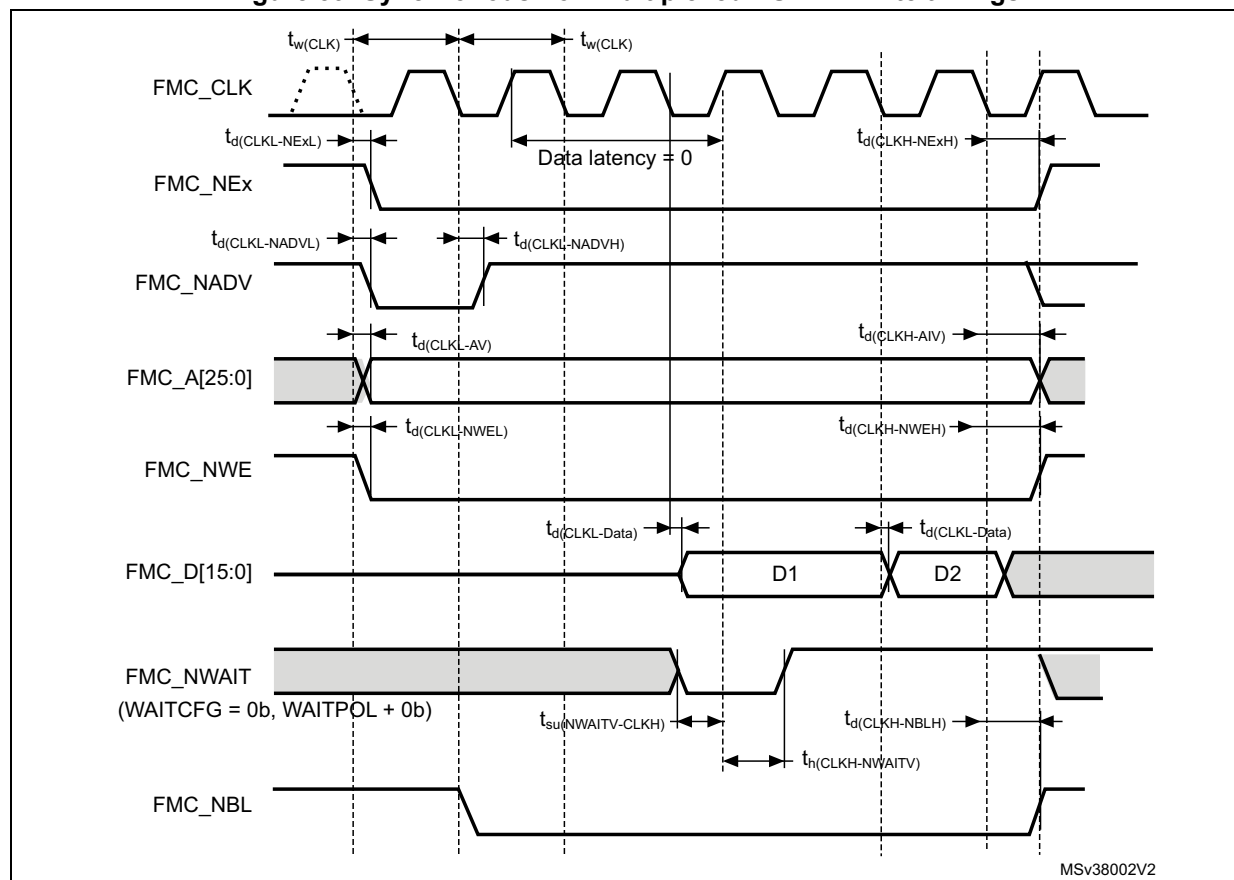 tw(CLK) tw(CLK)
FMC_CLK
td(CLKL-NExL) Data latency = 0 td(CLKH-NExH)
FMC_NEx
td(CLKL-NADVL) td(CLKL-NADVH)
FMC_NADV
td(CLKL-AV) td(CLKH-AIV)
FMC_A[25:0]
td(CLKL-NWEL) td(CLKH-NWEH)
FMC_NWE
td(CLKL-Data) td(CLKL-Data)
FMC_D[15:0] D1 D2
FMC_NWAIT
(WAITCFG = 0b, WAITPOL + 0b) tsu(NWAITV-CLKH) td(CLKH-NBLH)
th(CLKH-NWAITV)
FMC_NBL
MSv38002V2